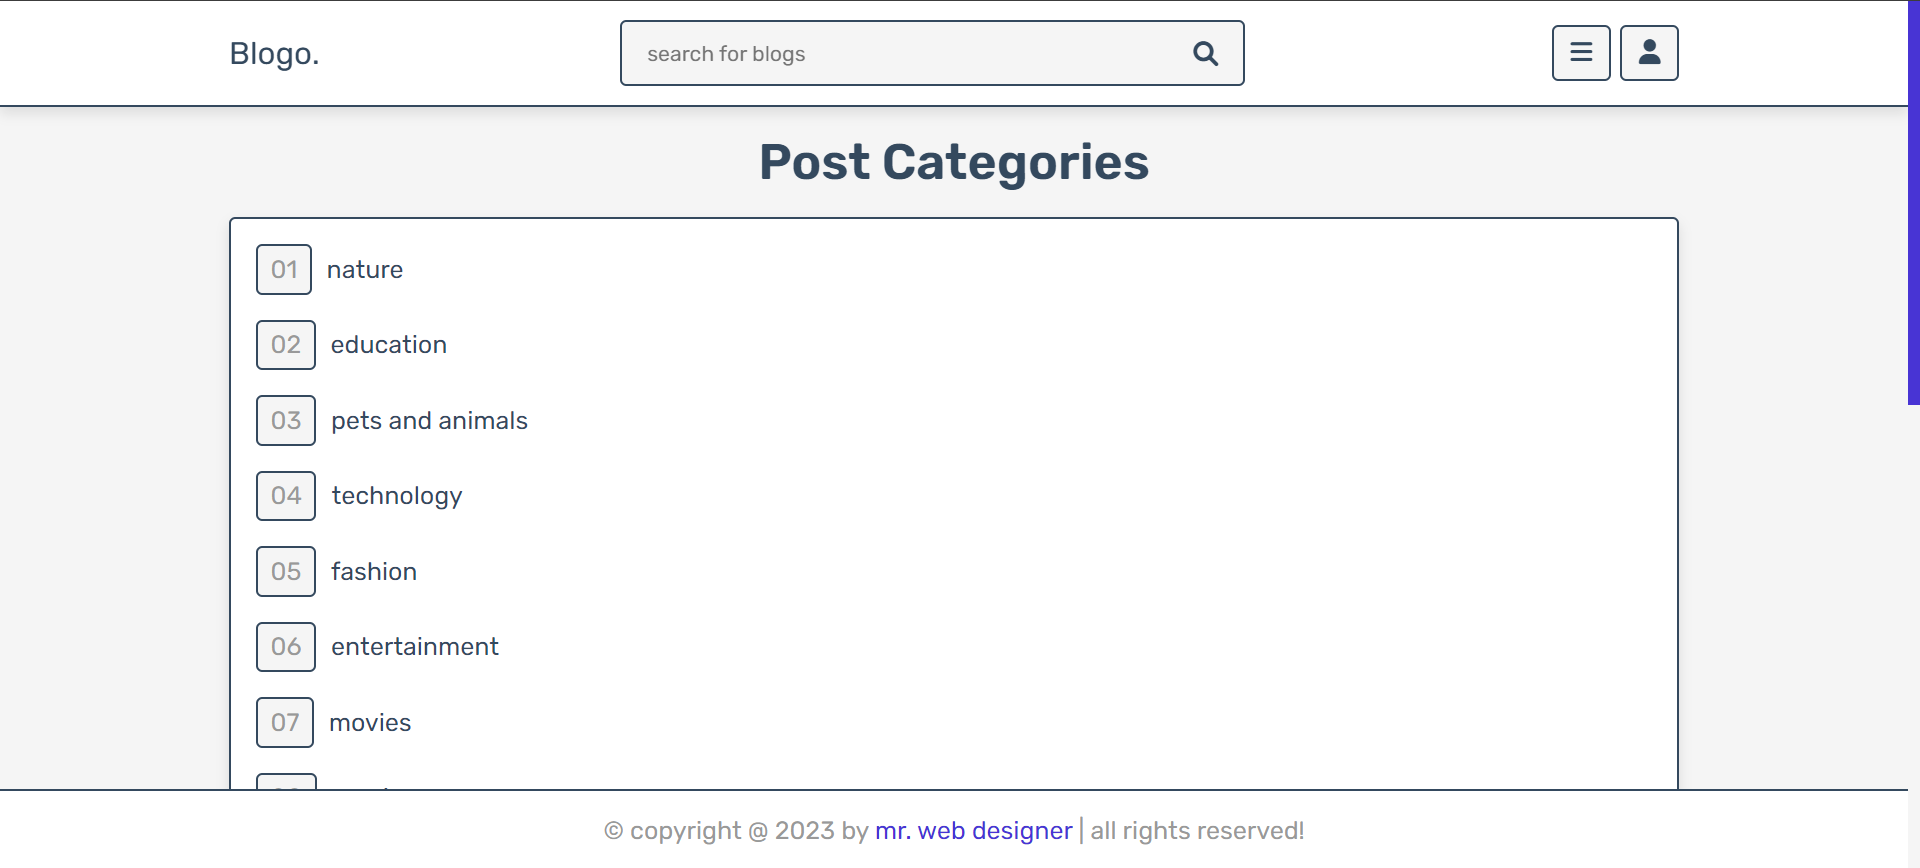 Blogo.
search for blogs
Post Categories
01 nature
02 education
03 pets and animals
04 technology
05 fashion
06 entertainment
07 movies
© copyright @ 2023 by mr. web designer | all rights reserved!